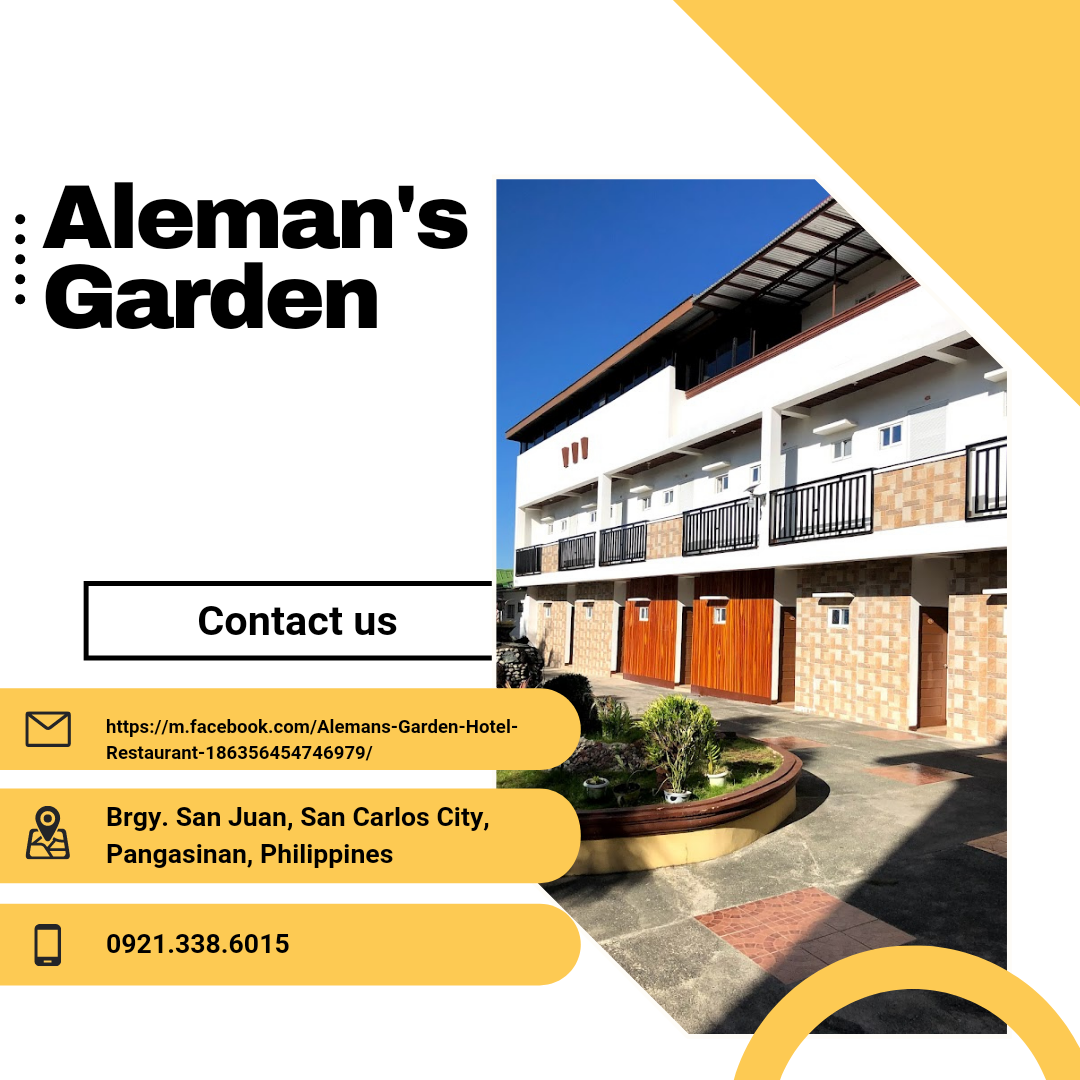 Aleman's
Garden
Contact us
https://m.facebook.com/Alemans-Garden-Hotel-
Restaurant-186356454746979/
Brgy. San Juan, San Carlos City,
Pangasinan, Philippines
0921.338.6015